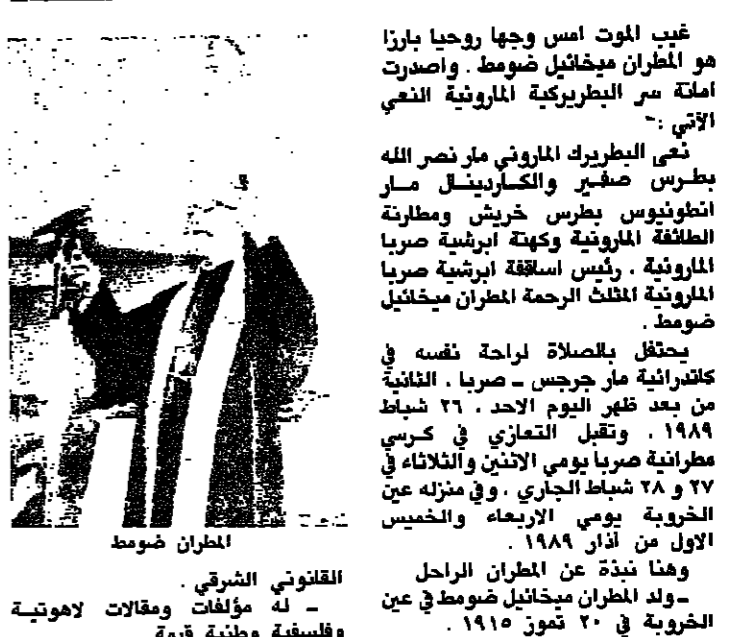 غيب الموت امس وجها روحيا بارزا
هو المطران ميخائيل ضومط . واصدرت
امانة سر البطريركية المارونية النعي
الآتي :-
نعى البطريرك الماروني مار نصر الله
بطرس صفير والكاردينال مار
انطونيوس بطرس خريش ومطارنة
الطائفة المارونية وكهنة ابرشية صربا
المارونية ، رئيس اساقفة ابرشية صربا
المارونية المثلث الرحمة المطران ميخائيل
ضومط .
يحتفل بالصلاة لراحة نفسه في
كاتدرائية مار جرجس ــ صربا ، الثانية
من بعد ظهر اليوم الاحد ، ٢٦ شباط
١٩٨٩ ، وتقبل التعازي في كرسي
مطرانية صربا يومي الاثنين والثلاثاء في
٢٧ و ٢٨ شباط الجاري ، وفي منزله عين
الخروبة يومي الاربعاء والخميس
الاول من آذار ١٩٨٩ .
وهنا نبذة عن المطران الراحل
ــ ولد المطران ميخائيل ضومط في عين
الخروبة في ٢٠ تموز ١٩١٥ .
المطران ضومط
القانوني الشرقي .
ــ له مؤلفات ومقالات لاهوتية
وفلسفية وطنية قيمة